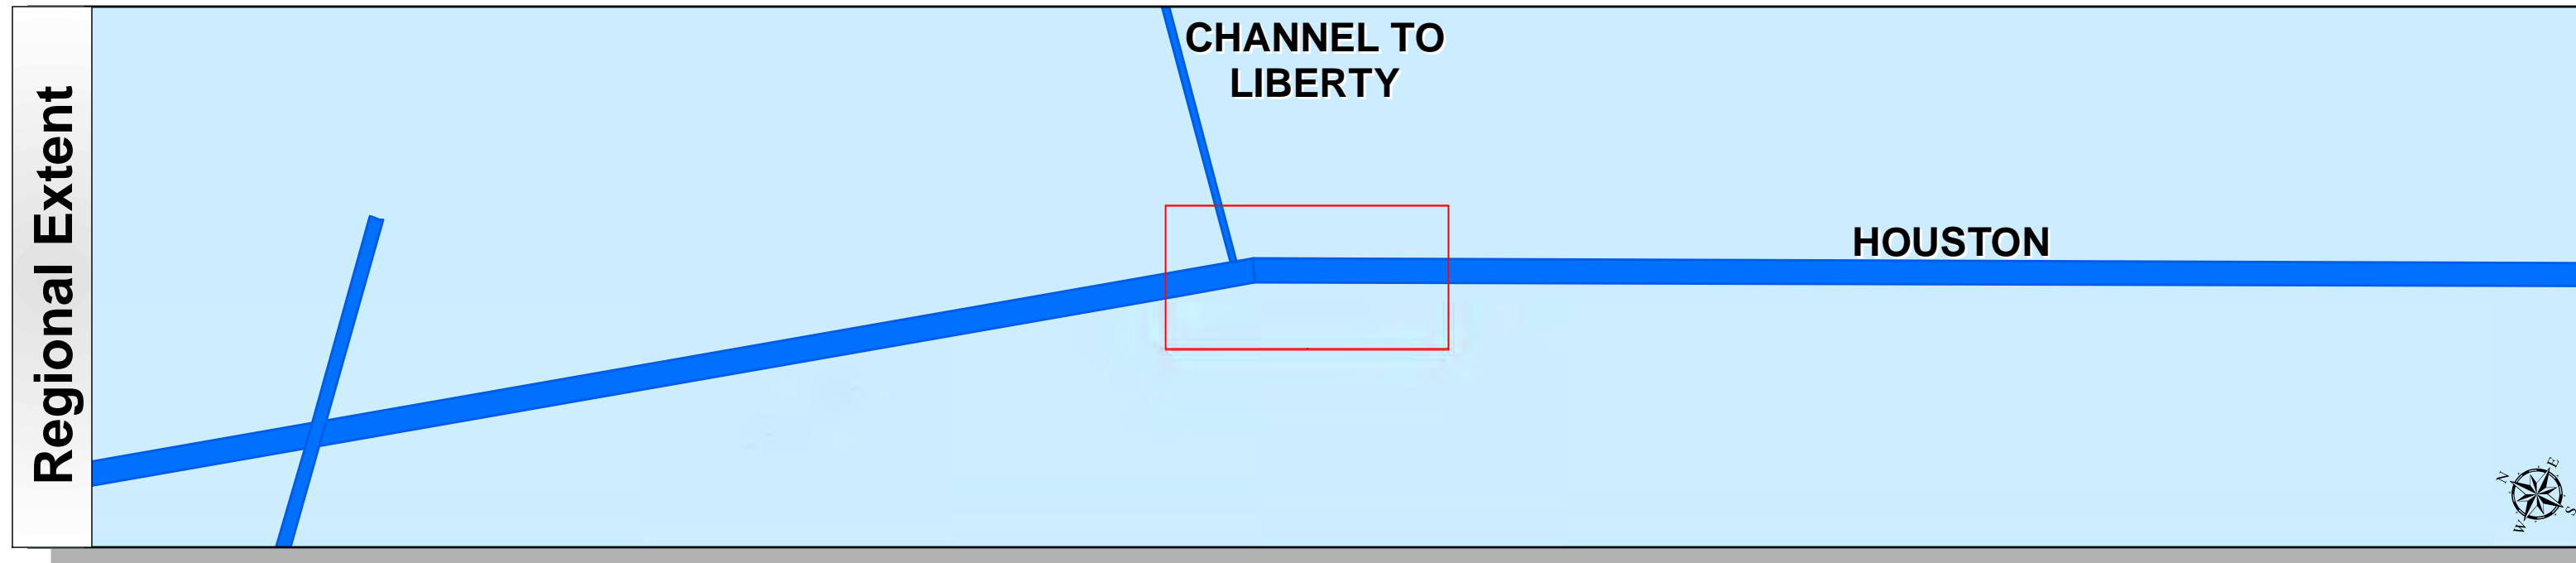 Regional Extent
CHANNEL TO
LIBERTY
HOUSTON
N
E
W
S